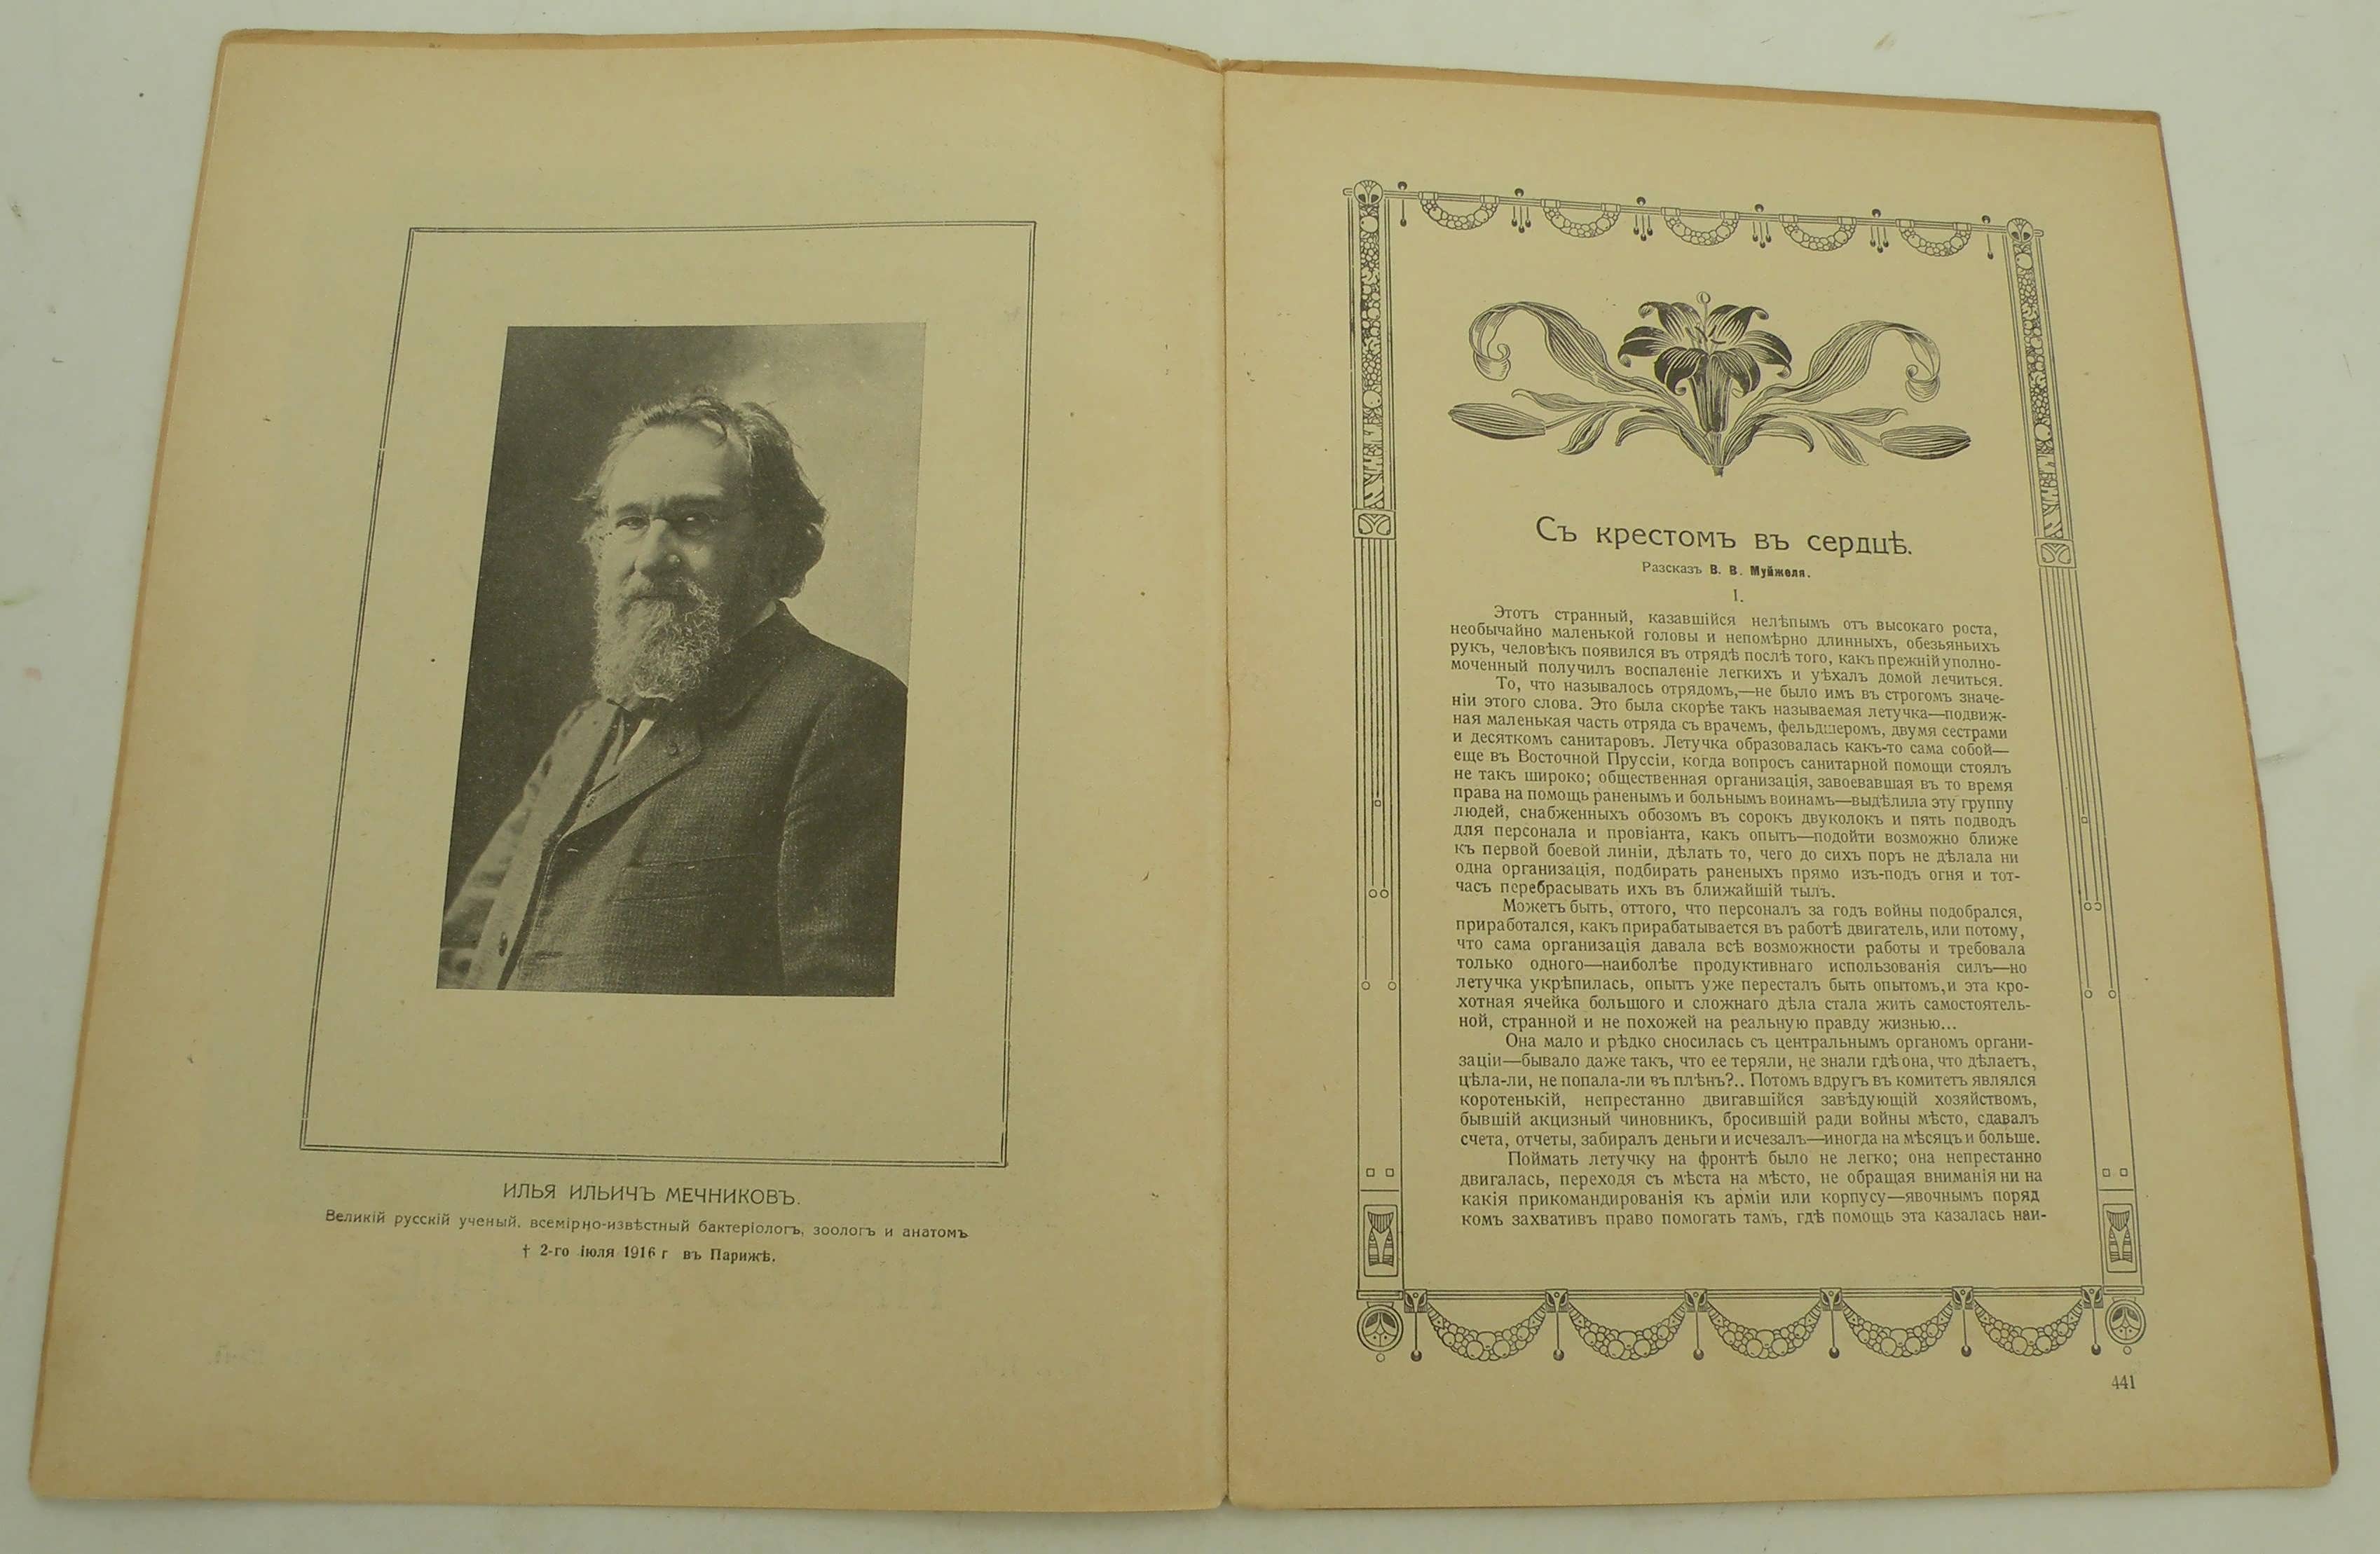 ИЛЬЯ ИЛЬИЧЪ МЕЧНИКОВЪ.
Великій русскій ученый, всемірно-извѣстный бактеріологъ, зоологъ и анатомъ
† 2-го іюля 1916 г въ Парижѣ.
Съ крестомъ въ сердцѣ.
Разсказъ В. В. Муйжеля.
I.
Этотъ странный, казавшійся нелѣпымъ отъ высокаго роста,
необычайно маленькой головы и непомѣрно длинныхъ, обезьяньихъ
рукъ, человѣкъ появился въ отрядѣ послѣ того, какъ прежній уполно-
моченный получилъ воспаленіе легкихъ и уѣхалъ домой лечиться.
То, что называлось отрядомъ,—не было имъ въ строгомъ значе-
ніи этого слова. Это была скорѣе такъ называемая летучка—подвиж-
ная маленькая часть отряда съ врачемъ, фельдшеромъ, двумя сестрами
и десяткомъ санитаровъ. Летучка образовалась какъ-то сама собой—
еще въ Восточной Пруссіи, когда вопросъ санитарной помощи стоялъ
не такъ широко; общественная организація, завоевавшая въ то время
права на помощь раненымъ и больнымъ воинамъ—выдѣлила эту группу
людей, снабженныхъ обозомъ въ сорокъ двуколокъ и пять подводъ
для персонала и провіанта, какъ опытъ—подойти возможно ближе
къ первой боевой линіи, дѣлать то, чего до сихъ поръ не дѣлала ни
одна организація, подбирать раненыхъ прямо изъ-подъ огня и тот-
часъ перебрасывать ихъ въ ближайшій тылъ.
Можетъ быть, оттого, что персоналъ за годъ войны подобрался,
приработался, какъ прирабатывается въ работѣ двигатель, или потому,
что сама организація давала всѣ возможности работы и требовала
только одного—наиболѣе продуктивнаго использованія силъ—но
летучка укрѣпилась, опытъ уже пересталъ быть опытомъ, и эта кро-
хотная ячейка большого и сложнаго дѣла стала жить самостоятель-
ной, странной и не похожей на реальную правду жизнью...
Она мало и рѣдко сносилась съ центральнымъ органомъ органи-
заціи—бывало даже такъ, что ее теряли, не знали гдѣ она, что дѣлаетъ,
цѣла-ли, не попала-ли въ плѣнъ?.. Потомъ вдругъ въ комитетъ являлся
коротенькій, непрестанно двигавшійся завѣдующій хозяйствомъ,
бывшій акцизный чиновникъ, бросившій ради войны мѣсто, сдавалъ
счета, отчеты, забиралъ деньги и исчезалъ—иногда на мѣсяцъ и больше.
Поймать летучку на фронтѣ было не легко; она непрестанно
двигалась, переходя съ мѣста на мѣсто, не обращая вниманія ни на
какія прикомандированія къ арміи или корпусу—явочнымъ поряд
комъ захвативъ право помогать тамъ, гдѣ помощь эта казалась наи-
441